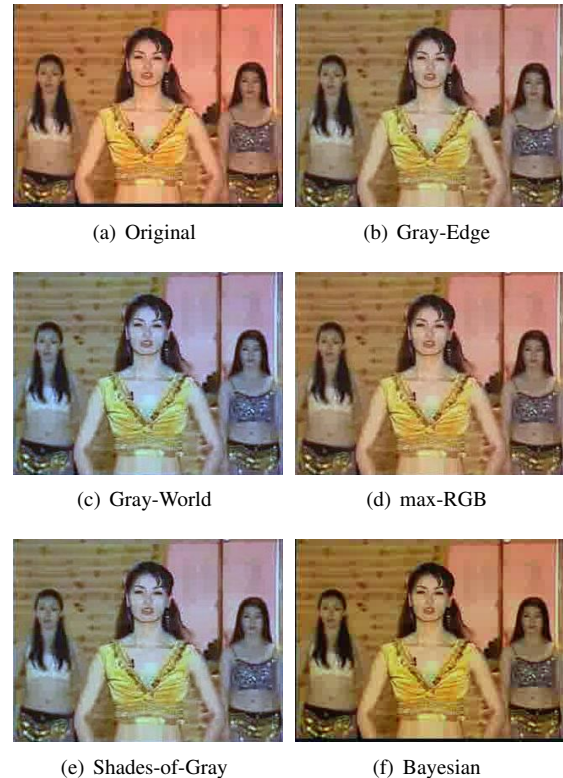 (a) Original
(b) Gray-Edge
(c) Gray-World
(d) max-RGB
(e) Shades-of-Gray
(f) Bayesian